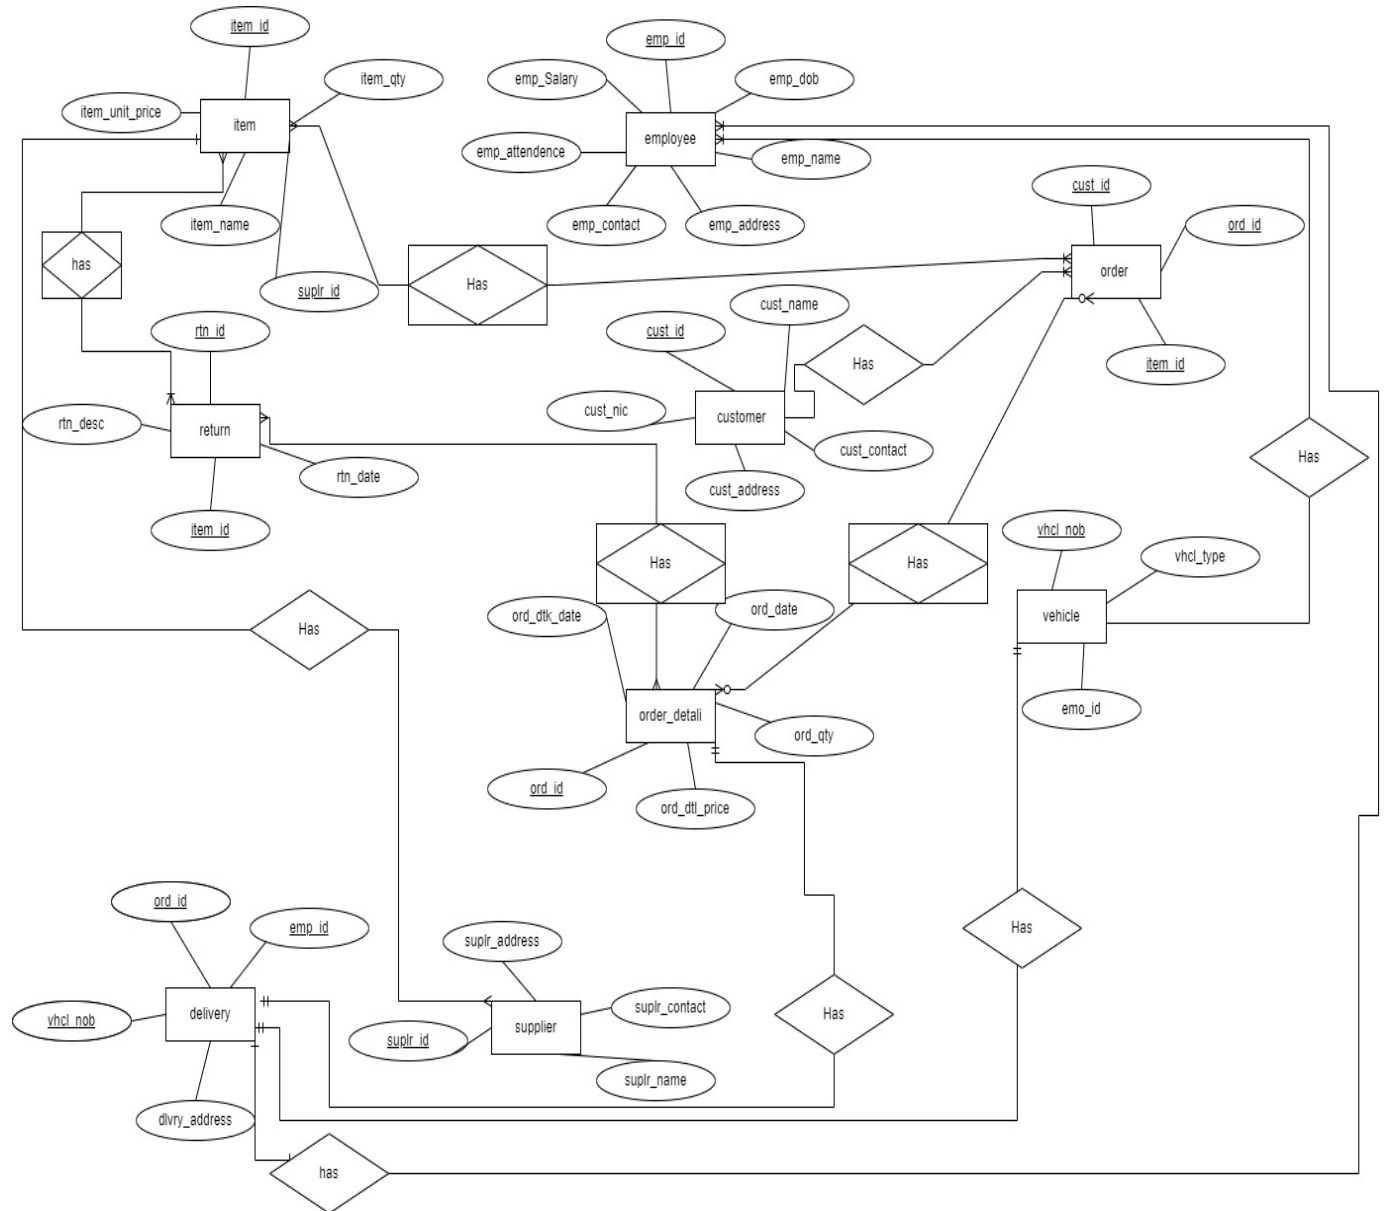 item_id
item_qty
item_unit_price
item
item_name
suplr_id
has
emp_id
emp_Salary
emp_dob
employee
emp_attendence
emp_name
emp_contact
emp_address
Has
cust_id
ord_id
order
item_id
cust_name
cust_id
Has
cust_nic
customer
cust_contact
cust_address
rtn_id
rtn_desc
return
rtn_date
item_id
Has
Has
Has
Has
vhcl_nob
vhcl_type
vehicle
emo_id
ord_dtk_date
ord_date
order_detali
ord_qty
ord_id
ord_dtl_price
ord_id
emp_id
vhcl_nob
delivery
dlvry_address
suplr_address
suplr_contact
supplier
suplr_id
suplr_name
Has
Has
has